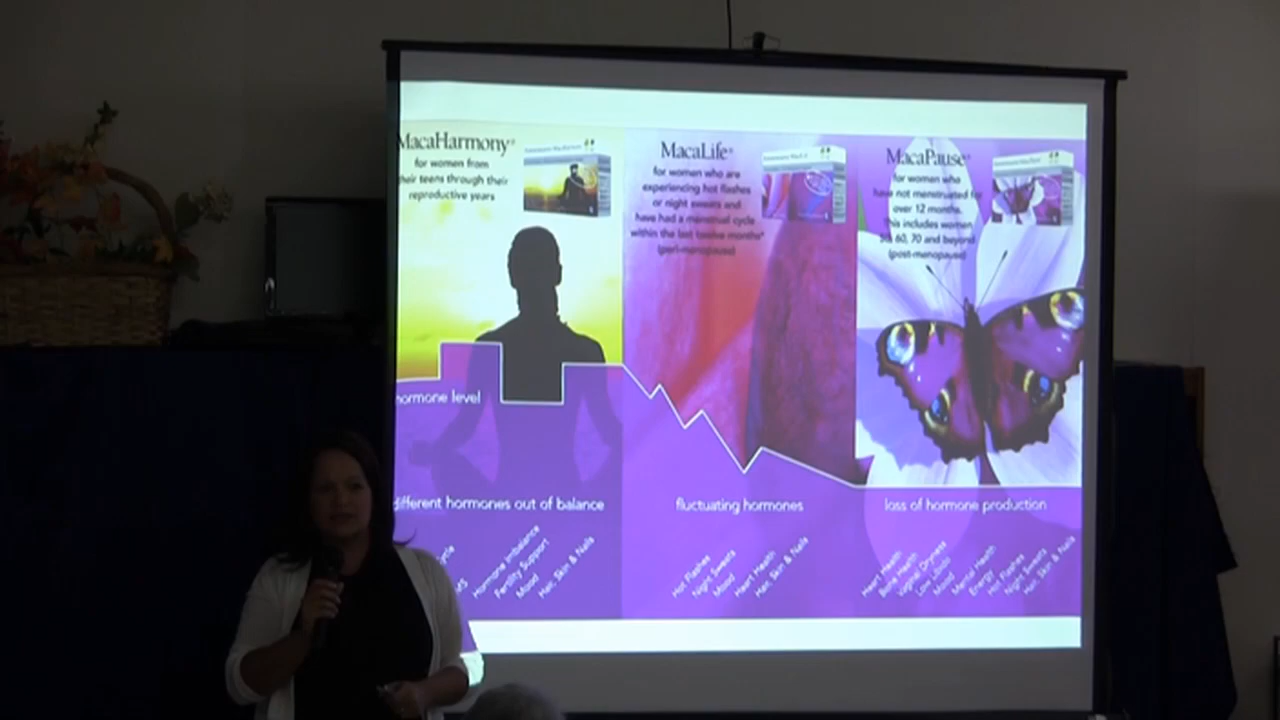 MacaHarmony®
for women from
their teens through their
reproductive years
MacaLife®
for women who are
experiencing hot flashes
or night sweats and
have had a menstrual cycle
within the last twelve months*
(peri-menopause)
MacaPause®
for women who
have not menstruated for
over 12 months.
This includes women
50, 60, 70 and beyond
(post-menopause)
hormone level
different hormones out of balance
fluctuating hormones
loss of hormone production
Hormone Imbalance
Fertility Support
Mood
Hair, Skin & Nails
Hot Flashes
Night Sweats
Mood
Heart Health
Hair, Skin & Nails
Heart Health
Bone Health
Vaginal Dryness
Low Libido
Mood
Mental Health
Energy
Hot Flashes
Night Sweats
Hair, Skin & Nails